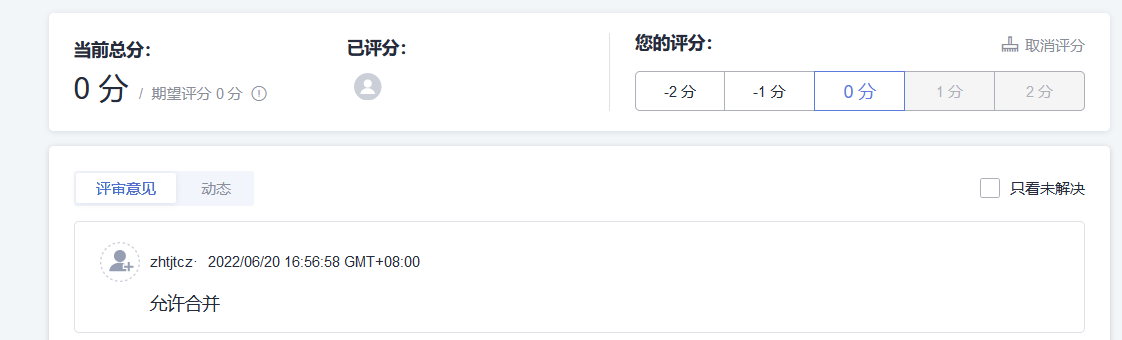 当前总分：
0 分 / 期望评分 0 分
已评分：
您的评分：
取消评分
-2 分
-1 分
0 分
1 分
2 分
评审意见
动态
只看未解决
zhtjtcz· 2022/06/20 16:56:58 GMT+08:00
允许合并